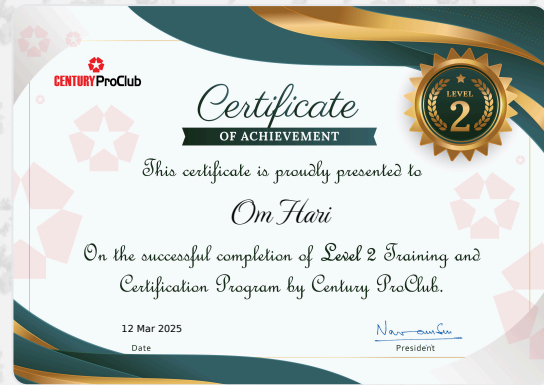 CENTURY ProClub
Certificate
OF ACHIEVEMENT
LEVEL
2
This certificate is proudly presented to
Om Hari
On the successful completion of Level 2 Training and
Certification Program by Century ProClub.
12 Mar 2025
Date
President